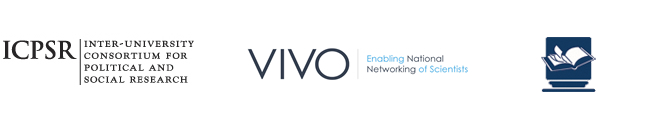 ICPSR
INTER-UNIVERSITY
CONSORTIUM FOR
POLITICAL AND
SOCIAL RESEARCH
VIVO
Enabling National
Networking of Scientists